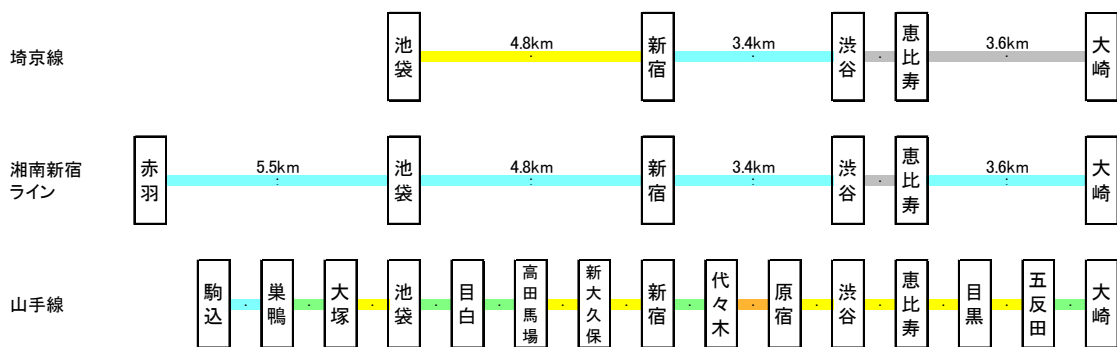 埼京線
池袋
4.8km
新宿
3.4km
渋谷
恵比寿
3.6km
大崎
湘南新宿
ライン
赤羽
5.5km
池袋
4.8km
新宿
3.4km
渋谷
恵比寿
3.6km
大崎
山手線
駒込
巣鴨
大塚
池袋
目白
高田馬場
新大久保
新宿
代々木
原宿
渋谷
恵比寿
目黒
五反田
大崎